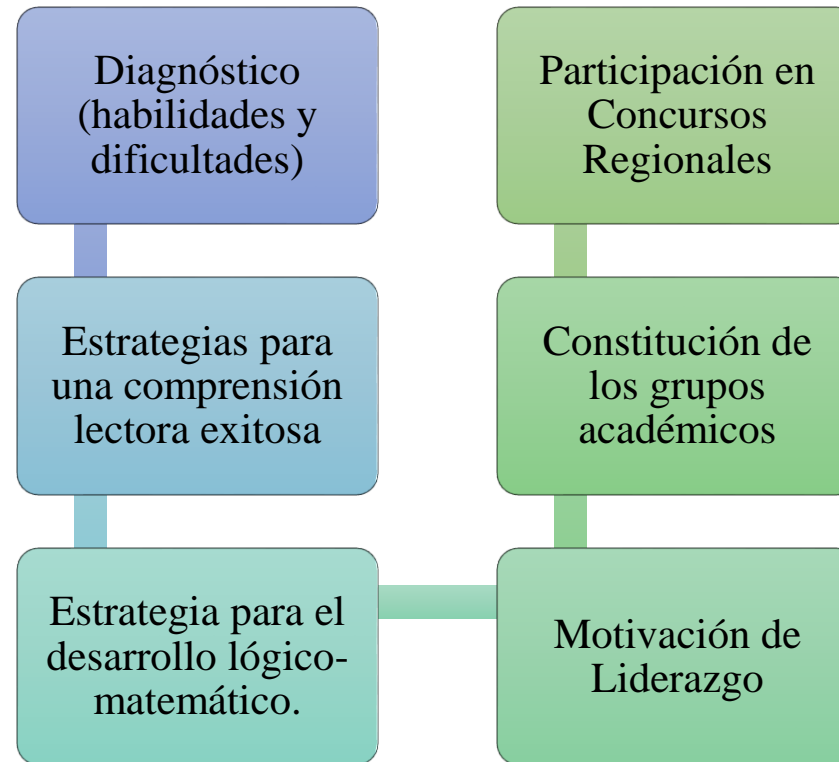 Diagnóstico
(habilidades y
dificultades)
Estrategias para
una comprensión
lectora exitosa
Estrategia para el
desarrollo lógico-
matemático.
Motivación de
Liderazgo
Constitución de
los grupos
académicos
Participación en
Concursos
Regionales